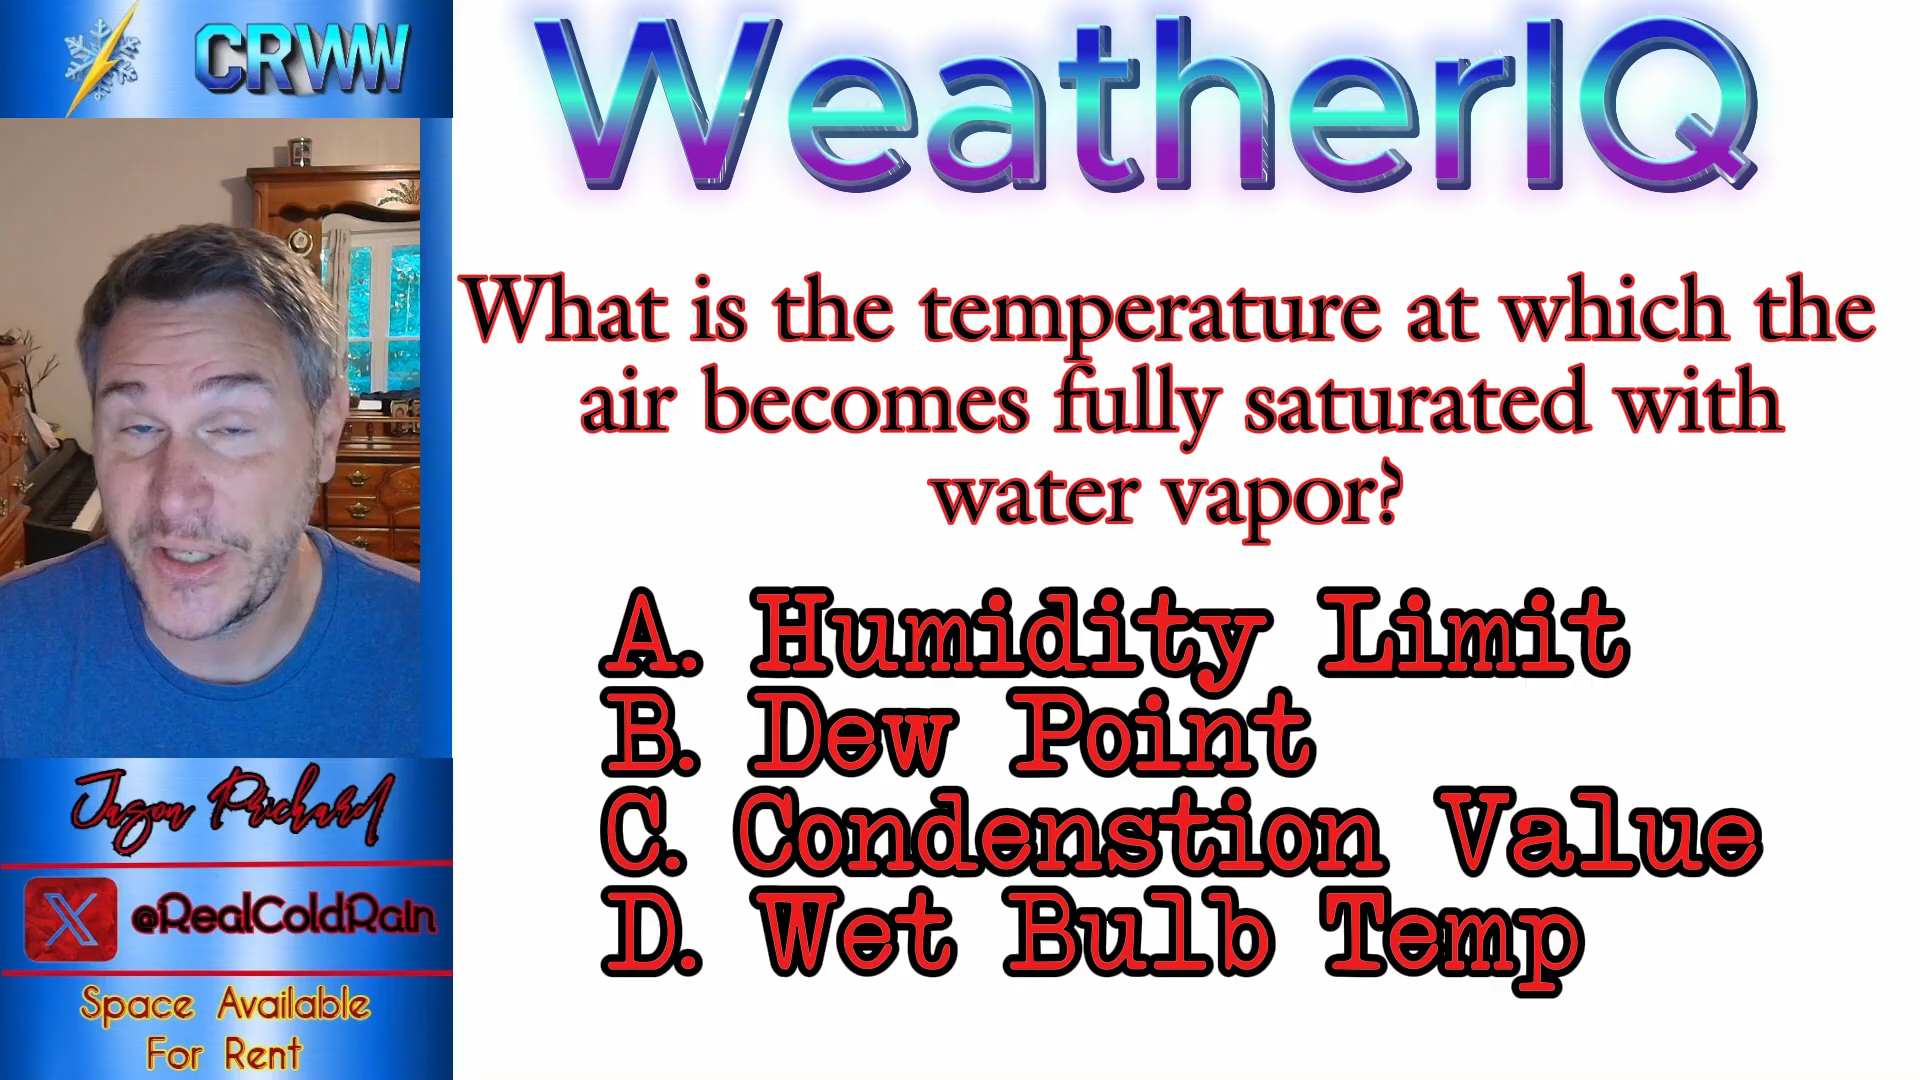 CRWW
WeatherIQ
What is the temperature at which the
air becomes fully saturated with
water vapor?
A. Humidity Limit
B. Dew Point
C. Condenstion Value
D. Wet Bulb Temp
Jason Prichard
X @RealColdRain
Space Available
For Rent